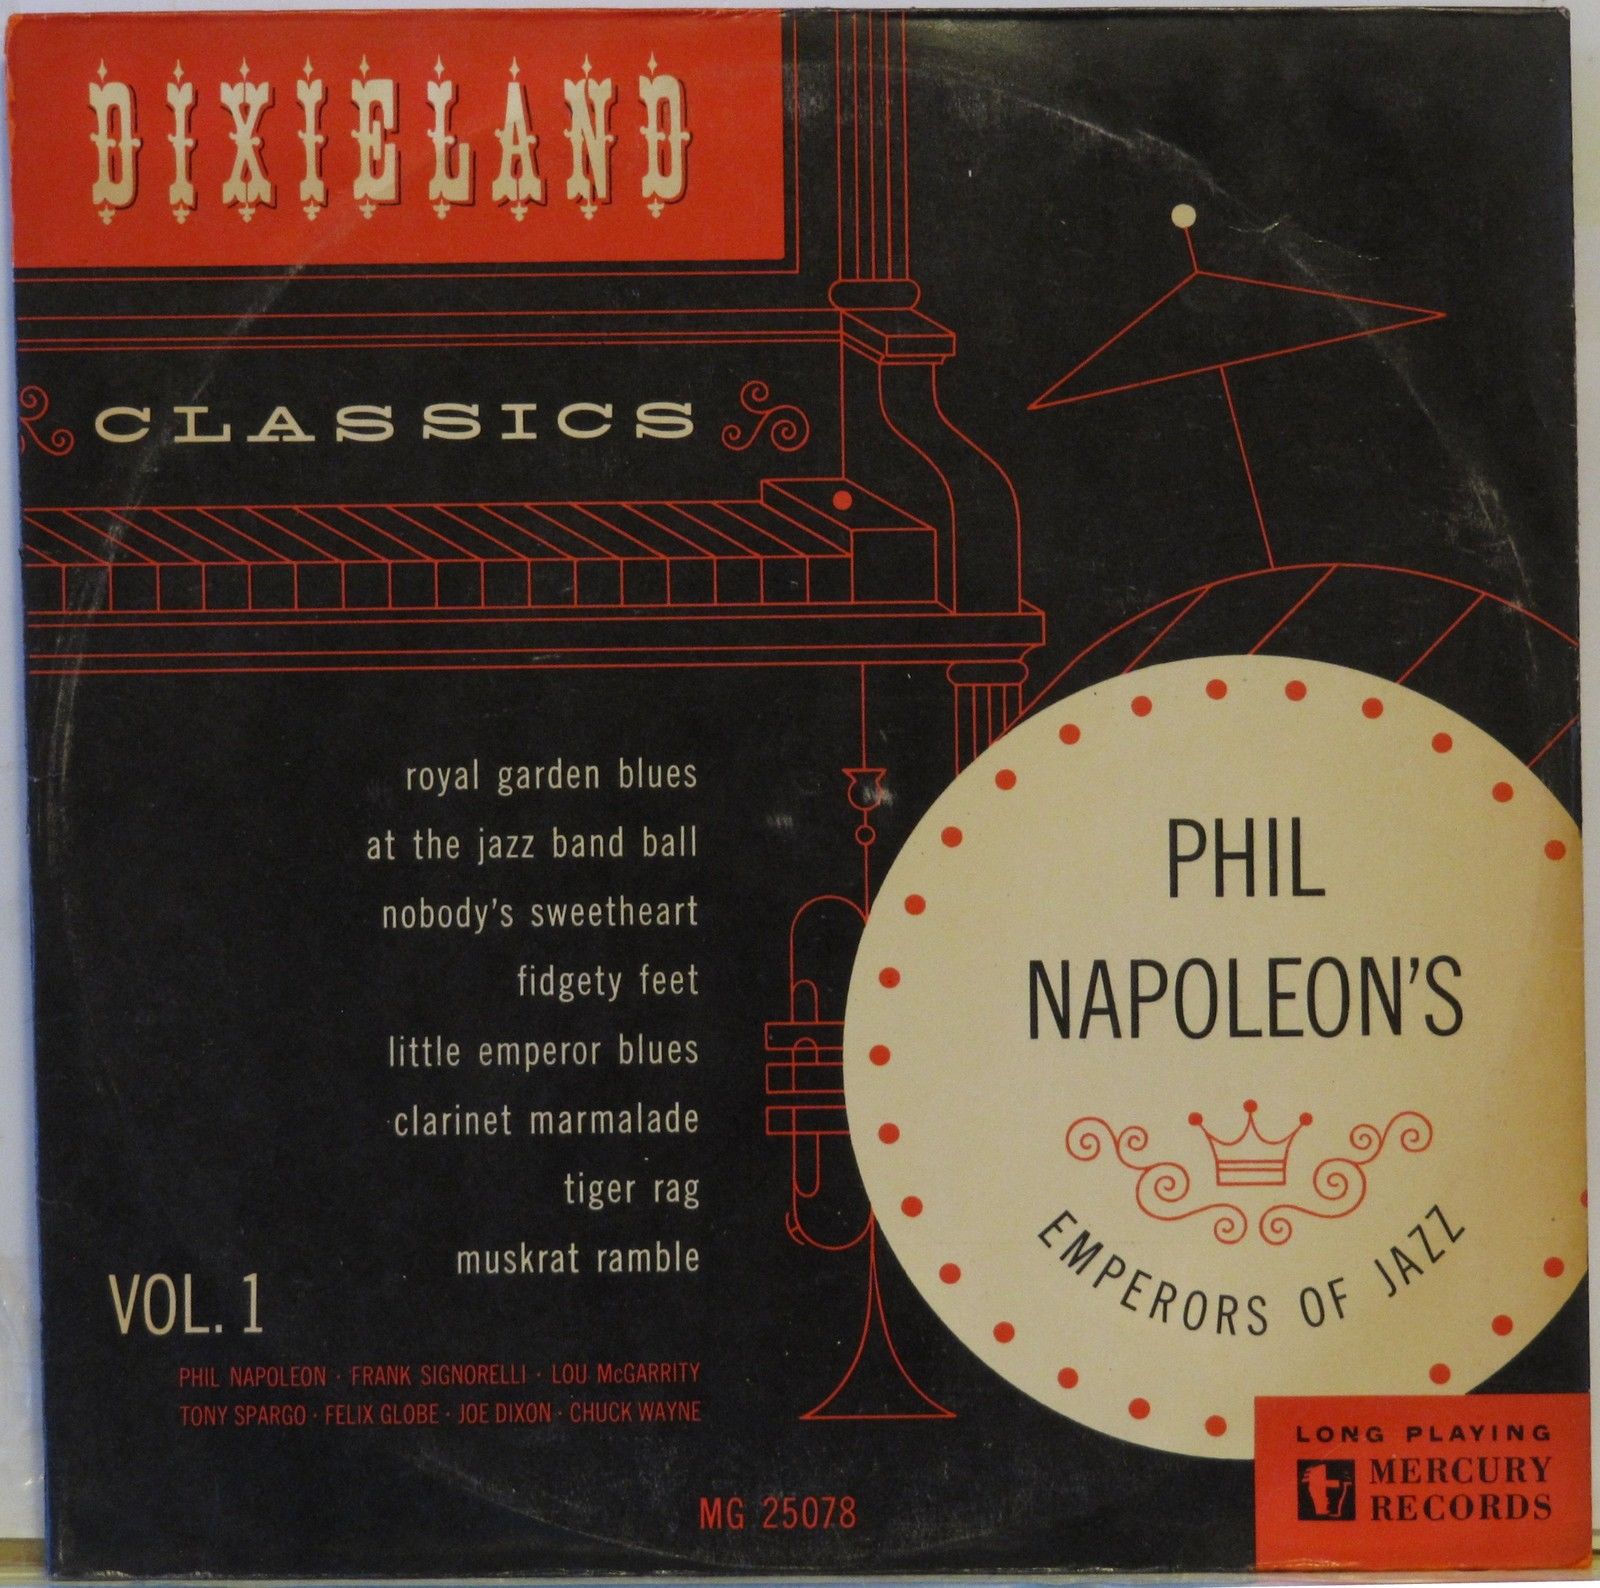 DIXIELAND
CLASSICS
royal garden blues
at the jazz band ball
nobody's sweetheart
fidgety feet
little emperor blues
clarinet marmalade
tiger rag
muskrat ramble
VOL. 1
PHIL NAPOLEON · FRANK SIGNORELLI · LOU McGARRITY
TONY SPARGO · FELIX GLOBE · JOE DIXON · CHUCK WAYNE
MG 25078
PHIL
NAPOLEON'S
EMPERORS OF JAZZ
LONG PLAYING
MERCURY
RECORDS